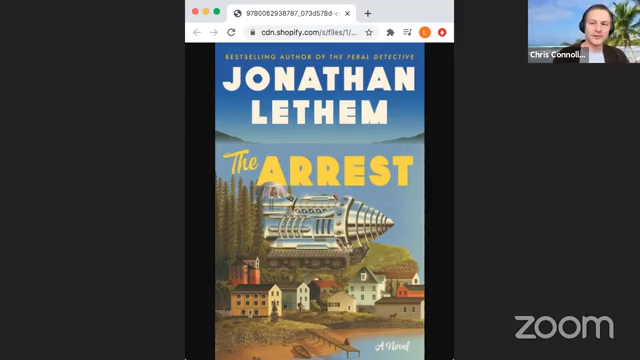 9780062938787_073d578d-e
cdn.shopify.com/s/files/1/...
L
BESTSELLING AUTHOR OF THE FERAL DETECTIVE
JONATHAN
LETHEM
The ARREST
A Novel
Chris Connoll...
zoom